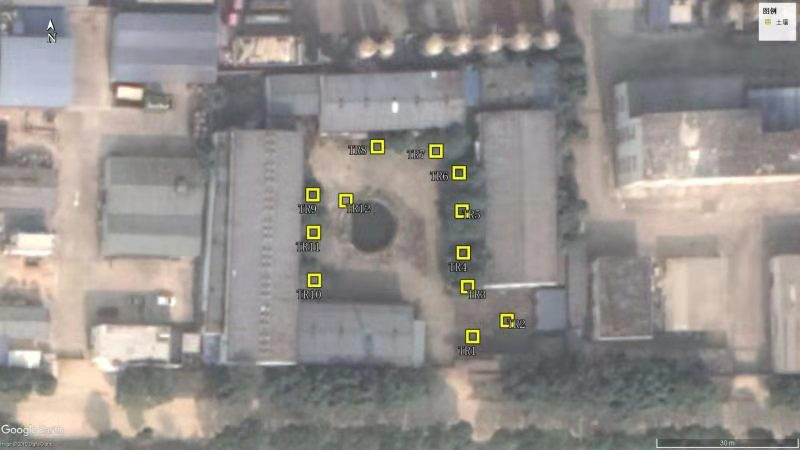 图例
土壤
N
TR8
TR7
TR6
TR9
TR12
TR5
TR11
TR4
TR10
TR3
TR2
TR1
Google Earth
30 m